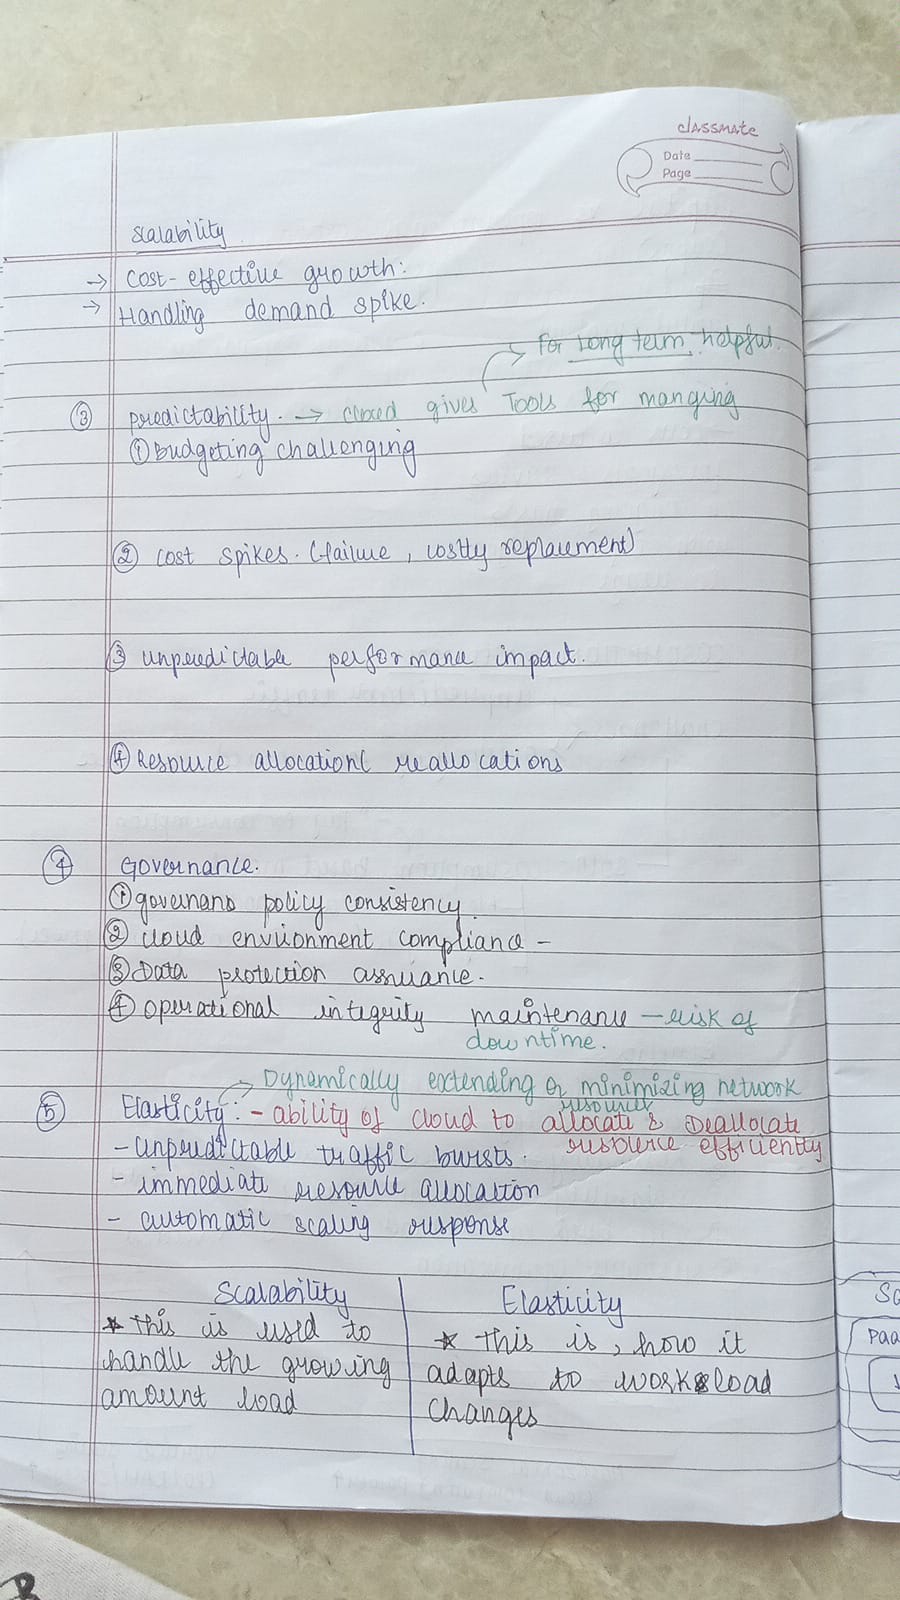 classmate
Date
Page
Scalability
→ Cost-effective growth:
→ Handling demand spike.
→ For Long term helpful.
③ predictability. → cloud gives Tools for manging
① Budgeting challenging
② cost spikes. (failure, costly replacement)
③ unpredictable performance impact.
④ Resource allocation( reallocations
④ Governance.
① governans policy consistency
② cloud environment compliance -
③ Data protection assurance.
④ operational integrity maintenance - risk of
downtime.
→ Dynamically extending or minimizing network
resources
⑤ Elasticity: - ability of cloud to allocate & Deallocate
resource efficiently
- unpredictable traffic bursts.
- immediate resource allocation
- automatic scaling response
Scalability
* This is used to
handle the growing
amount load
Elasticity
* This is, how it
adapts to workload
changes